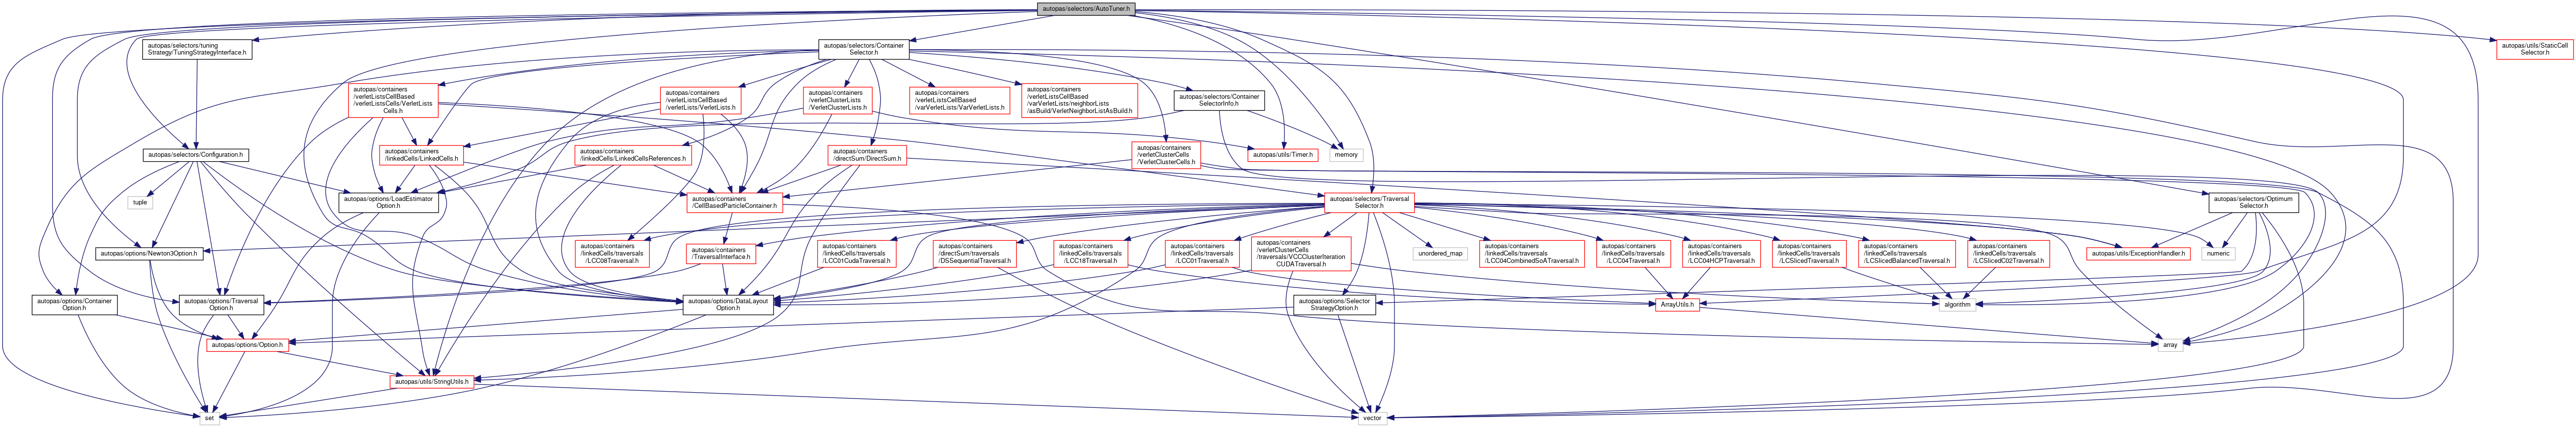 autopas/selectors/AutoTuner.h
autopas/selectors/tuning
Strategy/TuningStrategyInterface.h
autopas/selectors/Container
Selector.h
autopas/utils/StaticCell
Selector.h
autopas/containers
/verletListsCellBased
/verletListsCells/VerletLists
Cells.h
autopas/containers
/verletListsCellBased
/verletLists/VerletLists.h
autopas/containers
/verletClusterLists
/VerletClusterLists.h
autopas/containers
/verletListsCellBased
/varVerletLists/VarVerletLists.h
autopas/containers
/verletListsCellBased
/varVerletLists/neighborLists
/asBuild/VerletNeighborListAsBuild.h
autopas/selectors/Container
SelectorInfo.h
autopas/selectors/Configuration.h
autopas/containers
/linkedCells/LinkedCells.h
autopas/containers
/linkedCells/LinkedCellsReferences.h
autopas/containers
/directSum/DirectSum.h
autopas/containers
/verletClusterCells
/VerletClusterCells.h
autopas/utils/Timer.h
memory
tuple
autopas/options/LoadEstimator
Option.h
autopas/containers
/CellBasedParticleContainer.h
autopas/selectors/Traversal
Selector.h
autopas/selectors/Optimum
Selector.h
autopas/options/Newton3Option.h
autopas/containers
/linkedCells/traversals
/LCC08Traversal.h
autopas/containers
/TraversalInterface.h
autopas/containers
/linkedCells/traversals
/LCC01CudaTraversal.h
autopas/containers
/directSum/traversals
/DSSequentialTraversal.h
autopas/containers
/linkedCells/traversals
/LCC18Traversal.h
autopas/containers
/linkedCells/traversals
/LCC01Traversal.h
autopas/containers
/verletClusterCells
/traversals/VCCClusterIteration
CUDATraversal.h
unordered_map
autopas/containers
/linkedCells/traversals
/LCC04CombinedSoATraversal.h
autopas/containers
/linkedCells/traversals
/LCC04Traversal.h
autopas/containers
/linkedCells/traversals
/LCC04HCPTraversal.h
autopas/containers
/linkedCells/traversals
/LCSlicedTraversal.h
autopas/containers
/linkedCells/traversals
/LCSlicedBalancedTraversal.h
autopas/containers
/linkedCells/traversals
/LCSlicedC02Traversal.h
autopas/utils/ExceptionHandler.h
numeric
autopas/options/Container
Option.h
autopas/options/Traversal
Option.h
autopas/options/DataLayout
Option.h
autopas/options/Selector
StrategyOption.h
ArrayUtils.h
algorithm
autopas/options/Option.h
array
autopas/utils/StringUtils.h
set
vector